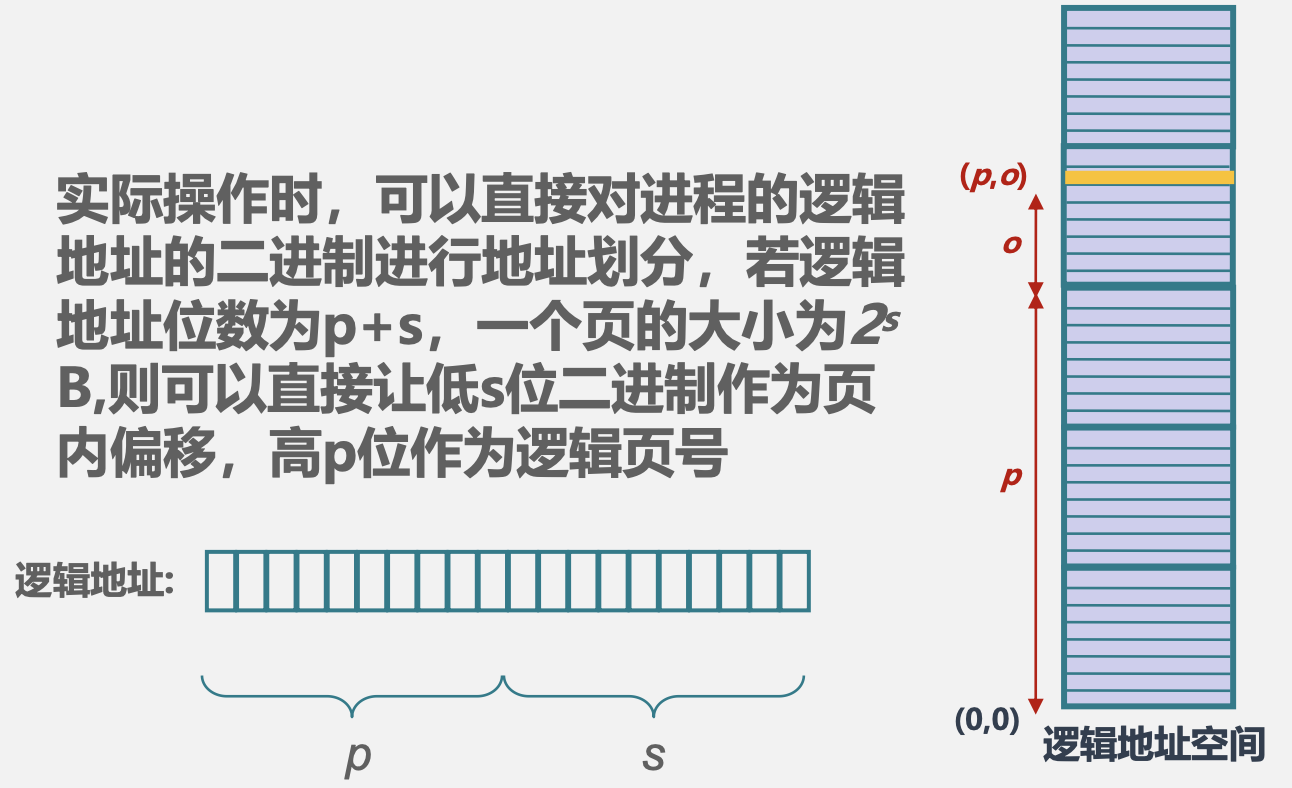 实际操作时，可以直接对进程的逻辑
地址的二进制进行地址划分，若逻辑
地址位数为p+s，一个页的大小为2ˢ
B,则可以直接让低s位二进制作为页
内偏移，高p位作为逻辑页号
逻辑地址:
p
s
(p,o)
o
p
(0,0)
逻辑地址空间